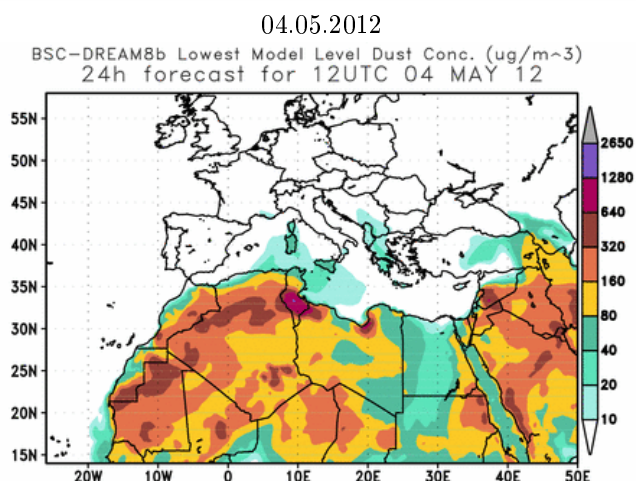 04.05.2012
BSC-DREAM8b Lowest Model Level Dust Conc. (ug/m^3)
24h forecast for 12UTC 04 MAY 12
55N
50N
45N
40N
35N
30N
25N
20N
15N
20W
10W
0
10E
20E
30E
40E
50E
2650
1280
640
320
160
80
40
20
10